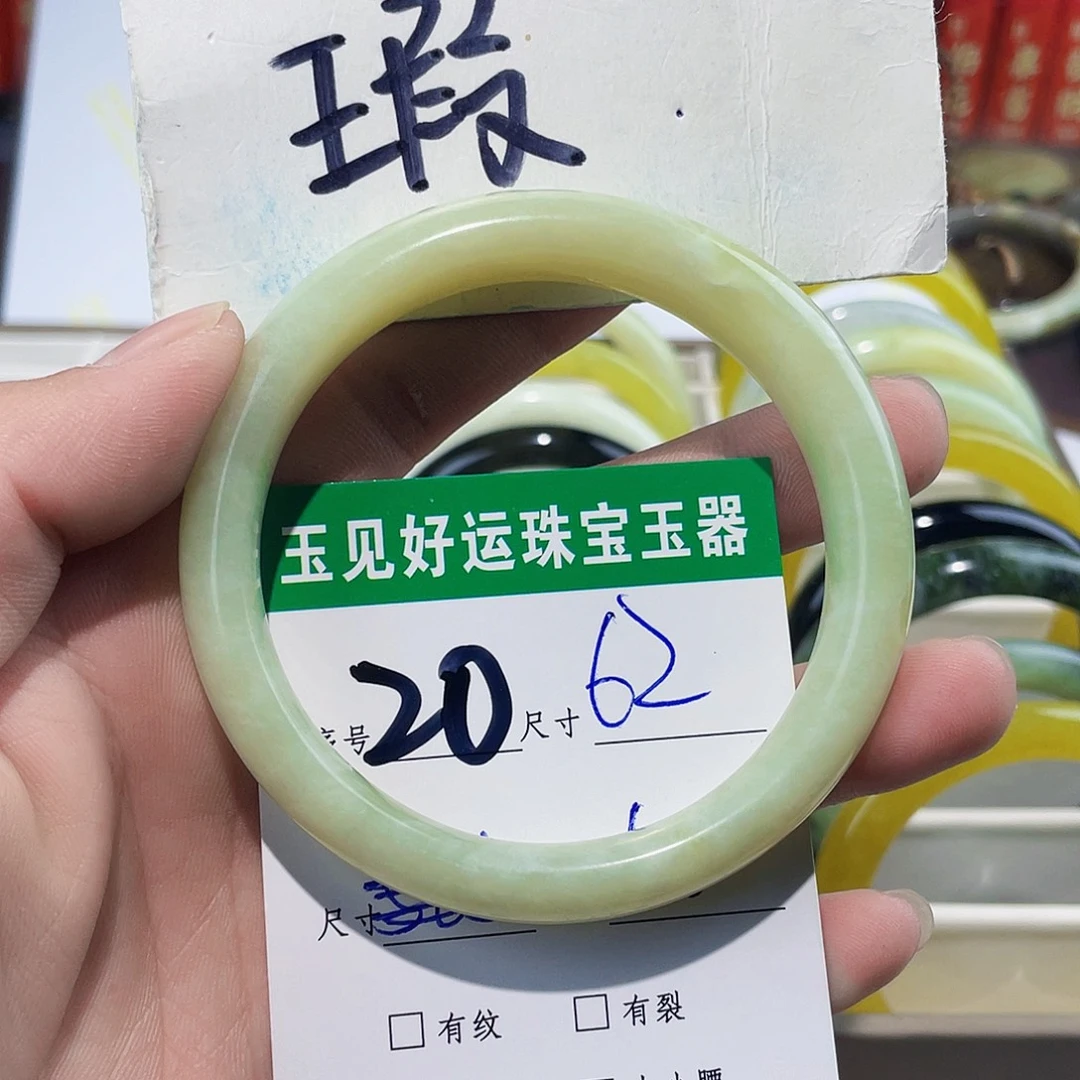 瑕
玉见好运珠宝玉器
序号 20 尺寸 62
尺寸
□ 有纹 □ 有裂